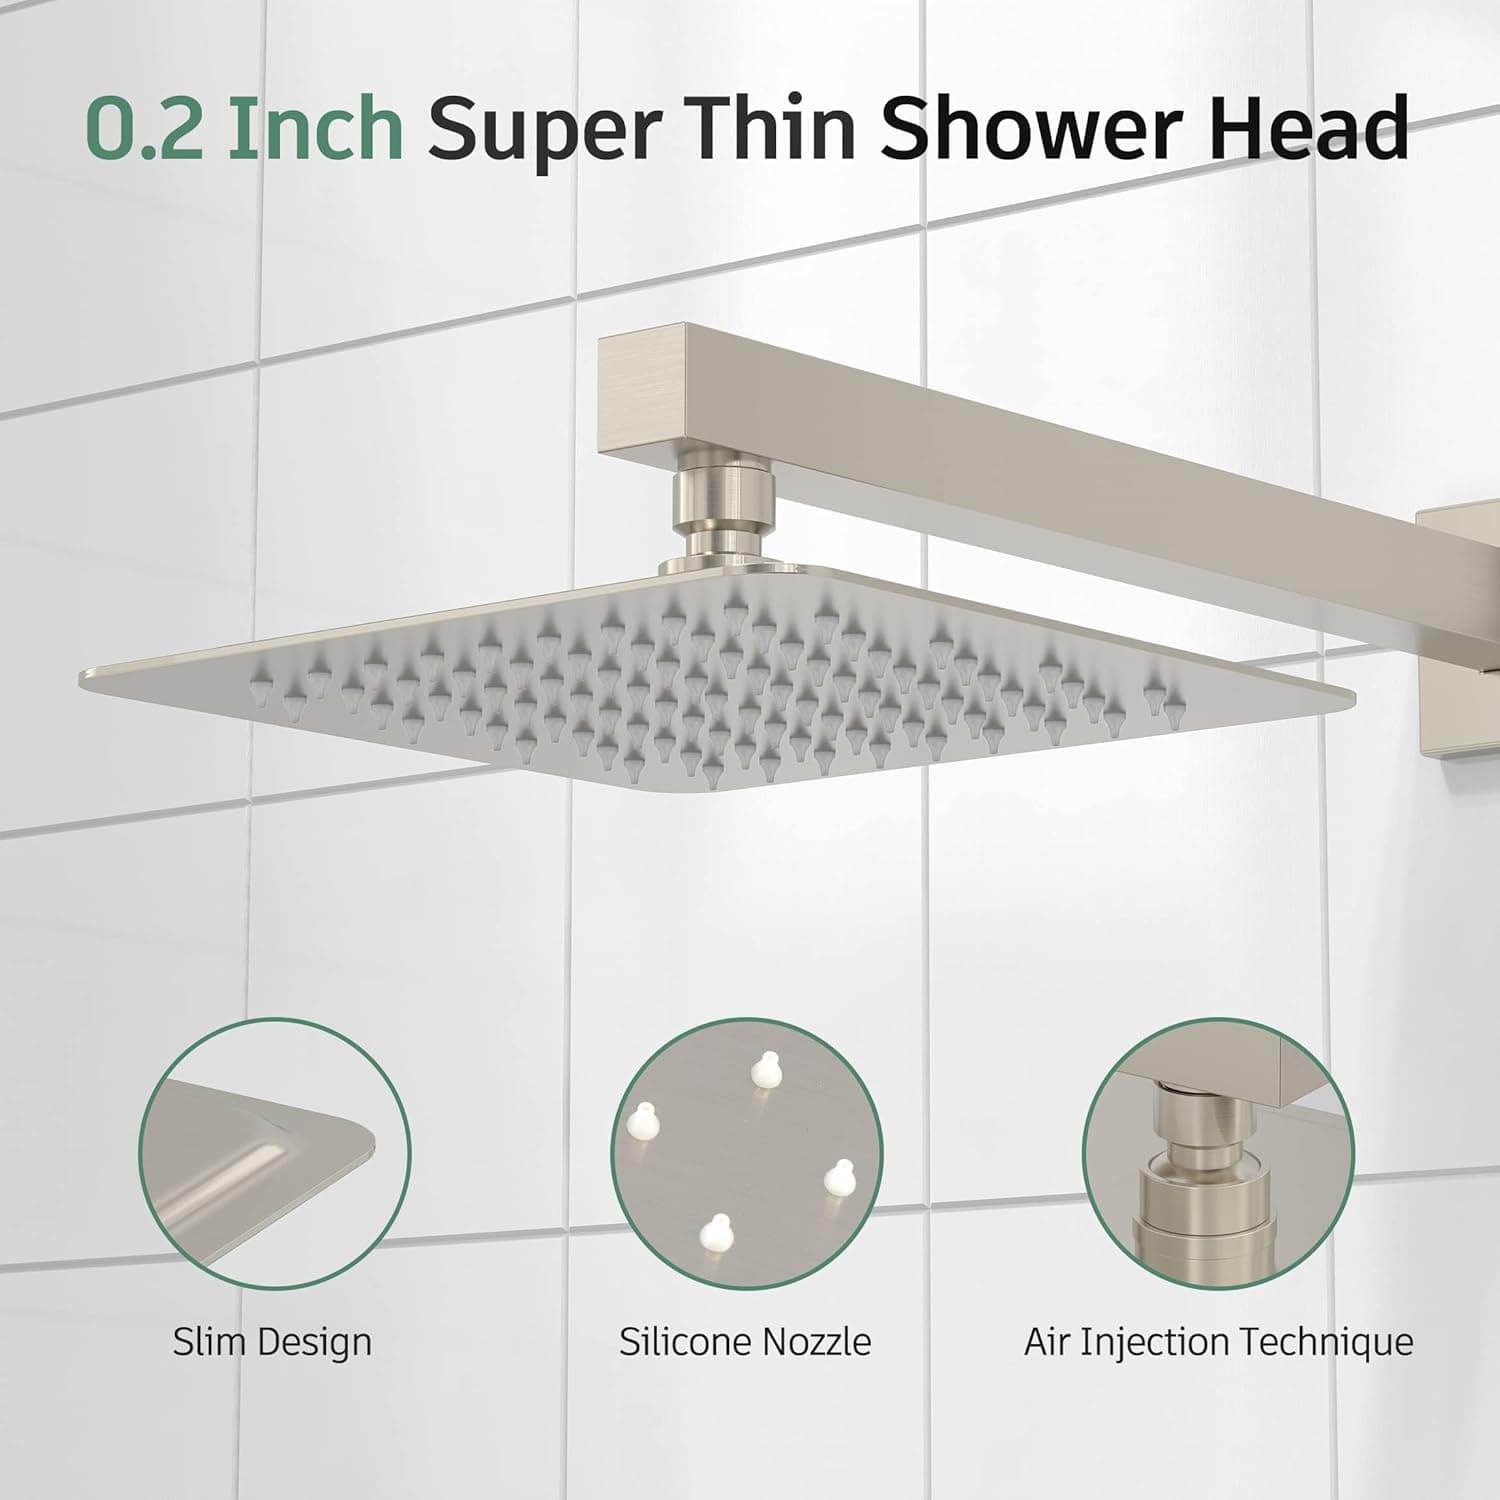 0.2 Inch Super Thin Shower Head
Slim Design
Silicone Nozzle
Air Injection Technique